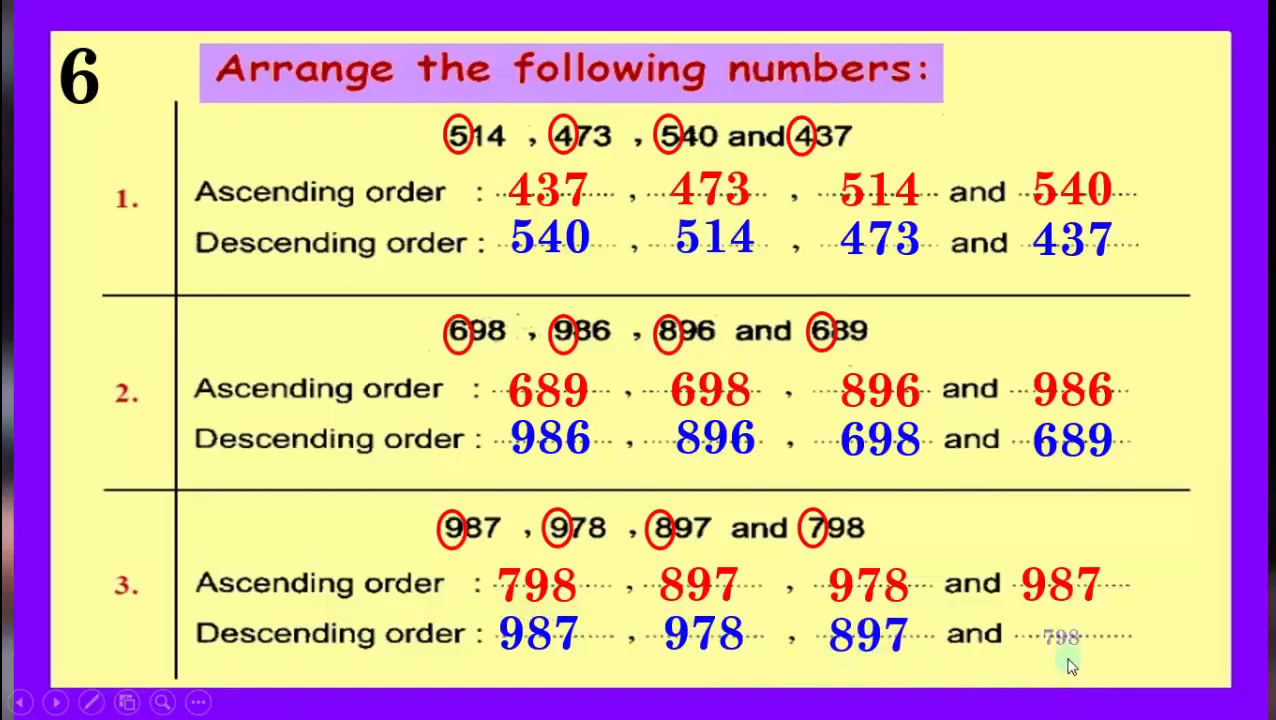 6
Arrange the following numbers:
514 , 473 , 540 and 437
1.
Ascending order : 437 , 473 , 514 and 540
Descending order : 540 , 514 , 473 and 437
698 , 986 , 896 and 689
2.
Ascending order : 689 , 698 , 896 and 986
Descending order : 986 , 896 , 698 and 689
987 , 978 , 897 and 798
3.
Ascending order : 798 , 897 , 978 and 987
Descending order : 987 , 978 , 897 and 798